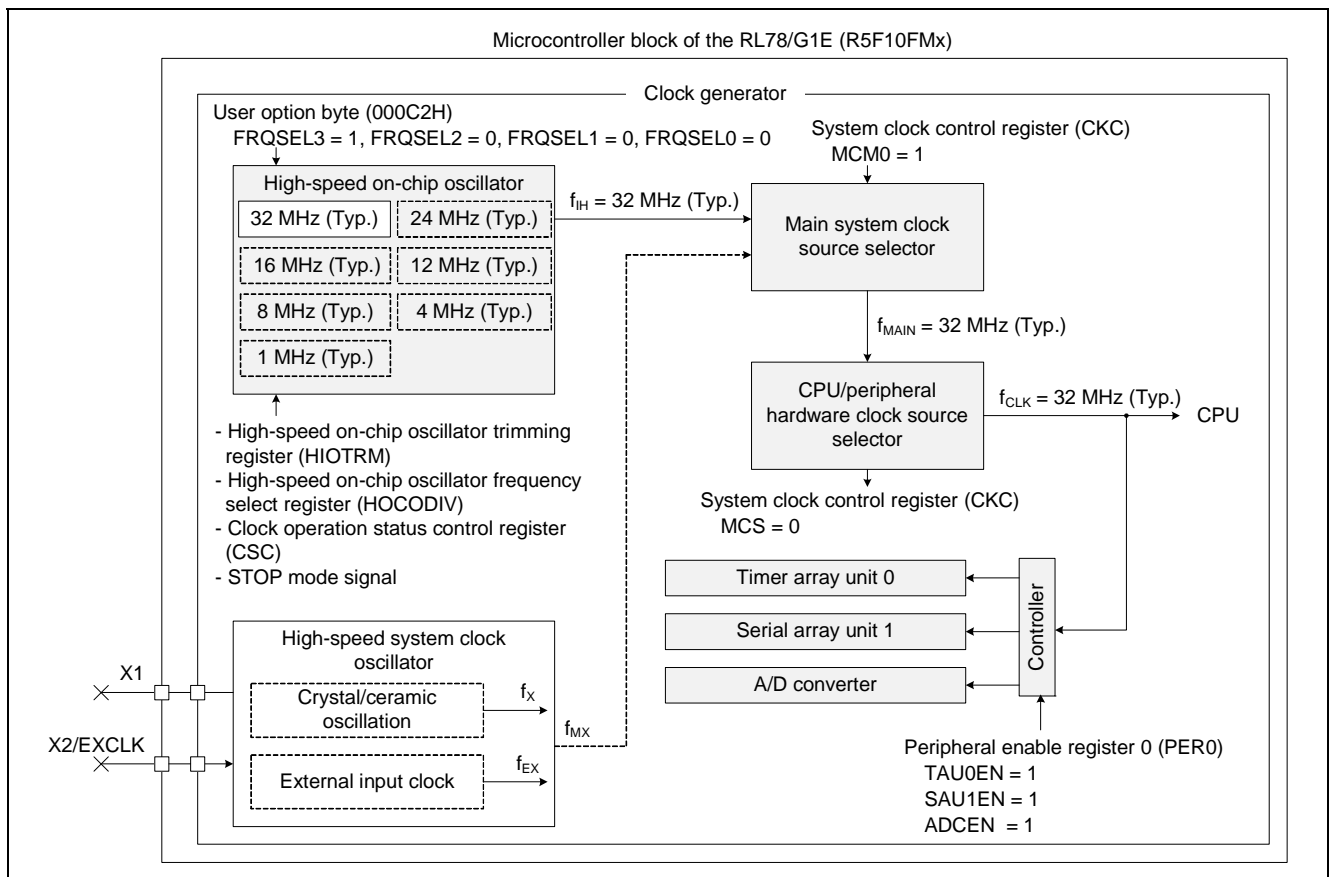 Microcontroller block of the RL78/G1E (R5F10FMx)
Clock generator
User option byte (000C2H)
FRQSEL3 = 1, FRQSEL2 = 0, FRQSEL1 = 0, FRQSEL0 = 0
High-speed on-chip oscillator
32 MHz (Typ.)
24 MHz (Typ.)
16 MHz (Typ.)
12 MHz (Typ.)
8 MHz (Typ.)
4 MHz (Typ.)
1 MHz (Typ.)
fIH = 32 MHz (Typ.)
System clock control register (CKC)
MCM0 = 1
Main system clock
source selector
fMAIN = 32 MHz (Typ.)
CPU/peripheral
hardware clock source
selector
fCLK = 32 MHz (Typ.)
CPU
System clock control register (CKC)
MCS = 0
- High-speed on-chip oscillator trimming
register (HIOTRM)
- High-speed on-chip oscillator frequency
select register (HOCODIV)
- Clock operation status control register
(CSC)
- STOP mode signal
Timer array unit 0
Serial array unit 1
A/D converter
Controller
Peripheral enable register 0 (PER0)
TAU0EN = 1
SAU1EN = 1
ADCEN = 1
High-speed system clock
oscillator
X1
Crystal/ceramic
oscillation
fX
fMX
X2/EXCLK
External input clock
fEX